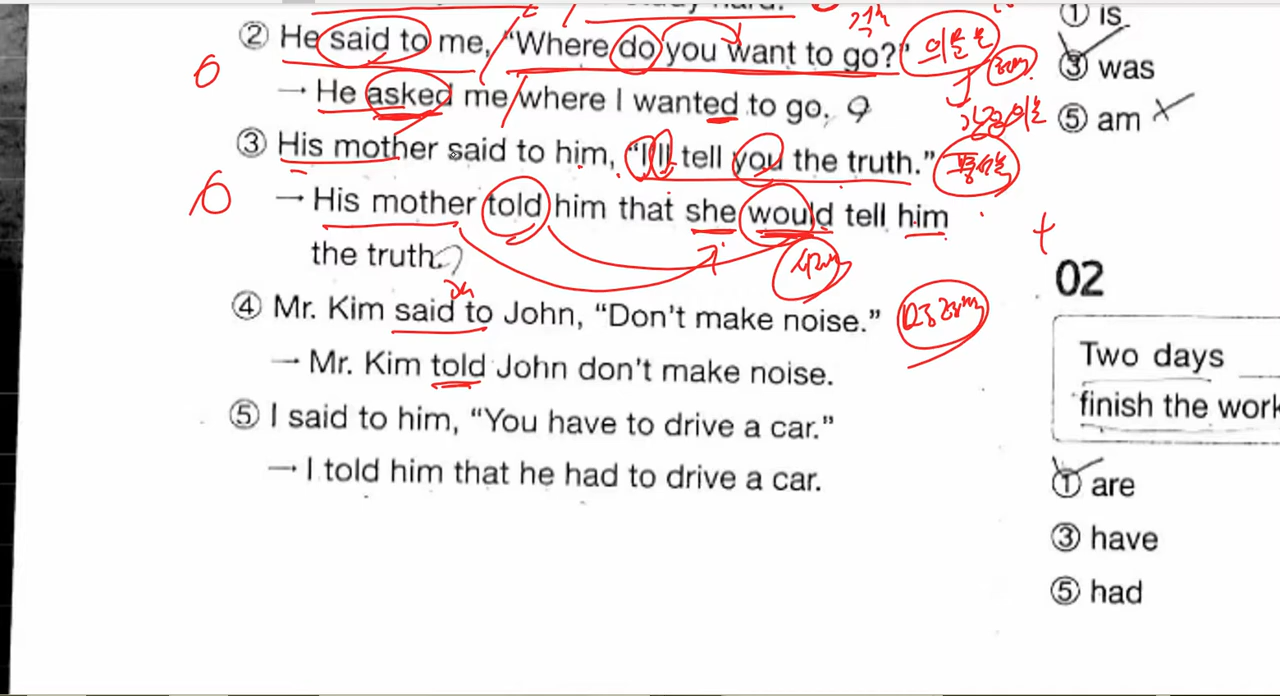 ② He said to me, “Where do you want to go?” 의문문
→ He asked me where I wanted to go.
③ His mother said to him, “I'll tell you the truth.” 평서문
→ His mother told him that she would tell him
the truth.
④ Mr. Kim said to John, “Don't make noise.”
→ Mr. Kim told John don't make noise.
⑤ I said to him, “You have to drive a car.”
→ I told him that he had to drive a car.
① is
③ was
⑤ am
02
Two days
finish the work
① are
③ have
⑤ had